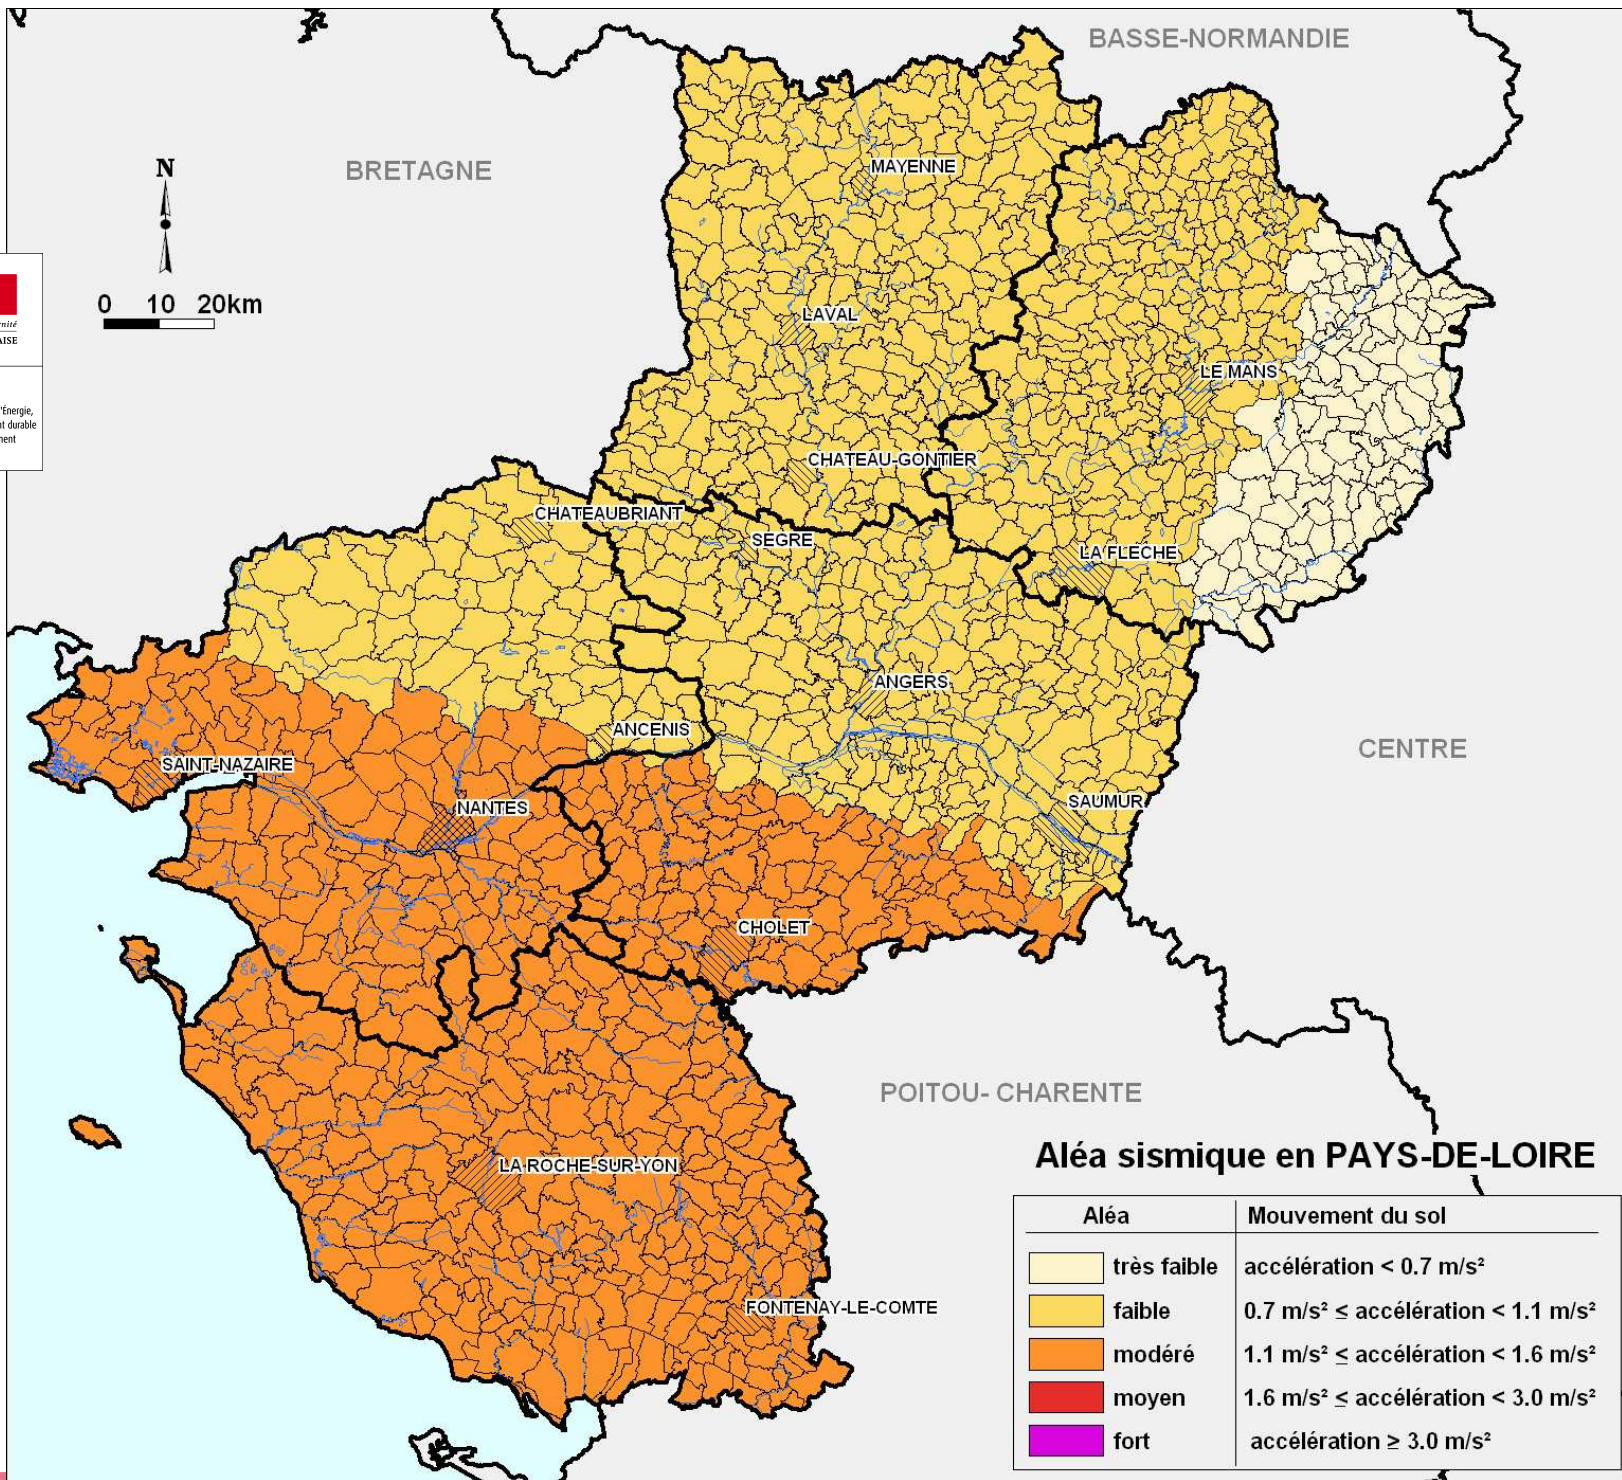 BASSE-NORMANDIE
BRETAGNE
N
MAYENNE
0 10 20km
LAVAL
LE MANS
AISE
'Énergie,
nt durable
CHATEAU-GONTIER
CHATEAUBRIANT
SEGRE
LA FLECHE
ANGERS
ANCENIS
CENTRE
SAINT-NAZAIRE
SAUMUR
NANTES
CHOLET
POITOU- CHARENTE
LA ROCHE-SUR-YON
FONTENAY-LE-COMTE
Aléa sismique en PAYS-DE-LOIRE
Aléa Mouvement du sol
très faible accélération < 0.7 m/s²
faible 0.7 m/s² ≤ accélération < 1.1 m/s²
modéré 1.1 m/s² ≤ accélération < 1.6 m/s²
moyen 1.6 m/s² ≤ accélération < 3.0 m/s²
fort accélération ≥ 3.0 m/s²